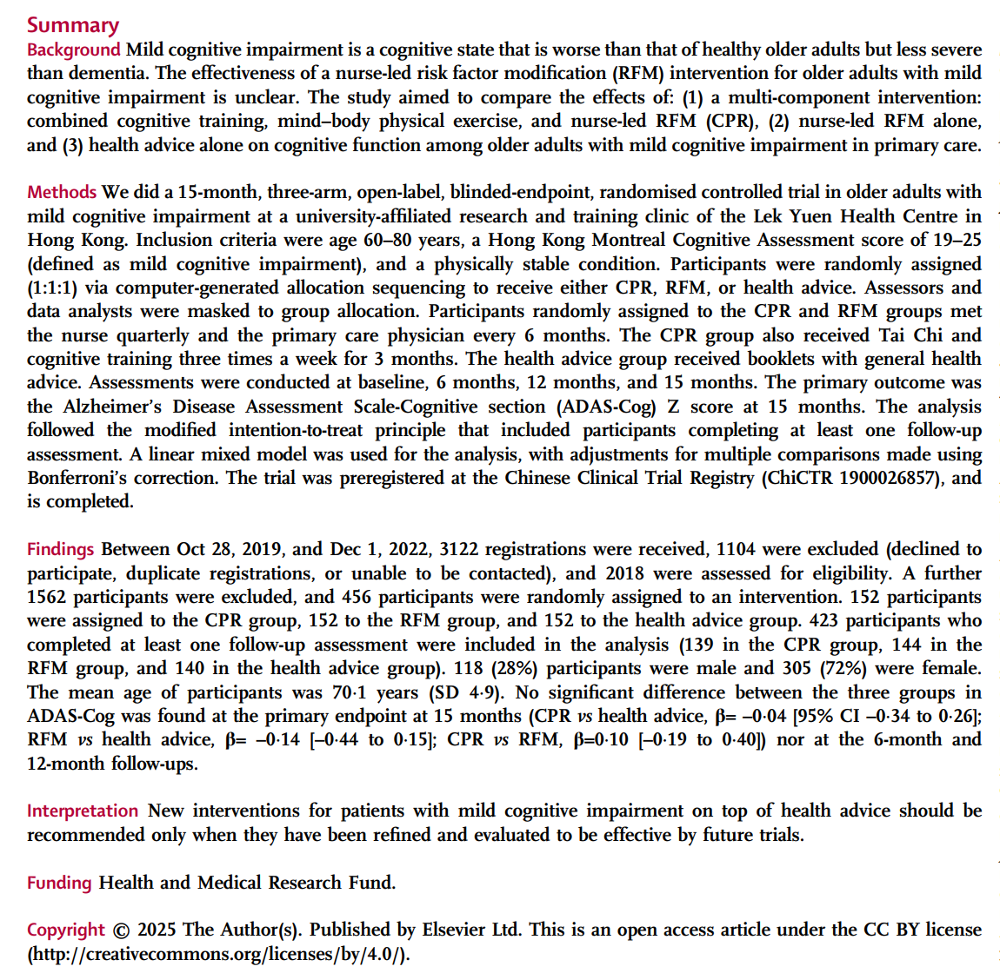 Summary
Background Mild cognitive impairment is a cognitive state that is worse than that of healthy older adults but less severe
than dementia. The effectiveness of a nurse-led risk factor modification (RFM) intervention for older adults with mild
cognitive impairment is unclear. The study aimed to compare the effects of: (1) a multi-component intervention:
combined cognitive training, mind–body physical exercise, and nurse-led RFM (CPR), (2) nurse-led RFM alone,
and (3) health advice alone on cognitive function among older adults with mild cognitive impairment in primary care.
Methods We did a 15-month, three-arm, open-label, blinded-endpoint, randomised controlled trial in older adults with
mild cognitive impairment at a university-affiliated research and training clinic of the Lek Yuen Health Centre in
Hong Kong. Inclusion criteria were age 60–80 years, a Hong Kong Montreal Cognitive Assessment score of 19–25
(defined as mild cognitive impairment), and a physically stable condition. Participants were randomly assigned
(1:1:1) via computer-generated allocation sequencing to receive either CPR, RFM, or health advice. Assessors and
data analysts were masked to group allocation. Participants randomly assigned to the CPR and RFM groups met
the nurse quarterly and the primary care physician every 6 months. The CPR group also received Tai Chi and
cognitive training three times a week for 3 months. The health advice group received booklets with general health
advice. Assessments were conducted at baseline, 6 months, 12 months, and 15 months. The primary outcome was
the Alzheimer's Disease Assessment Scale-Cognitive section (ADAS-Cog) Z score at 15 months. The analysis
followed the modified intention-to-treat principle that included participants completing at least one follow-up
assessment. A linear mixed model was used for the analysis, with adjustments for multiple comparisons made using
Bonferroni's correction. The trial was preregistered at the Chinese Clinical Trial Registry (ChiCTR 1900026857), and
is completed.
Findings Between Oct 28, 2019, and Dec 1, 2022, 3122 registrations were received, 1104 were excluded (declined to
participate, duplicate registrations, or unable to be contacted), and 2018 were assessed for eligibility. A further
1562 participants were excluded, and 456 participants were randomly assigned to an intervention. 152 participants
were assigned to the CPR group, 152 to the RFM group, and 152 to the health advice group. 423 participants who
completed at least one follow-up assessment were included in the analysis (139 in the CPR group, 144 in the
RFM group, and 140 in the health advice group). 118 (28%) participants were male and 305 (72%) were female.
The mean age of participants was 70·1 years (SD 4·9). No significant difference between the three groups in
ADAS-Cog was found at the primary endpoint at 15 months (CPR vs health advice, β= –0·04 [95% CI –0·34 to 0·26];
RFM vs health advice, β= –0·14 [–0·44 to 0·15]; CPR vs RFM, β=0·10 [–0·19 to 0·40]) nor at the 6-month and
12-month follow-ups.
Interpretation New interventions for patients with mild cognitive impairment on top of health advice should be
recommended only when they have been refined and evaluated to be effective by future trials.
Funding Health and Medical Research Fund.
Copyright © 2025 The Author(s). Published by Elsevier Ltd. This is an open access article under the CC BY license
(http://creativecommons.org/licenses/by/4.0/).